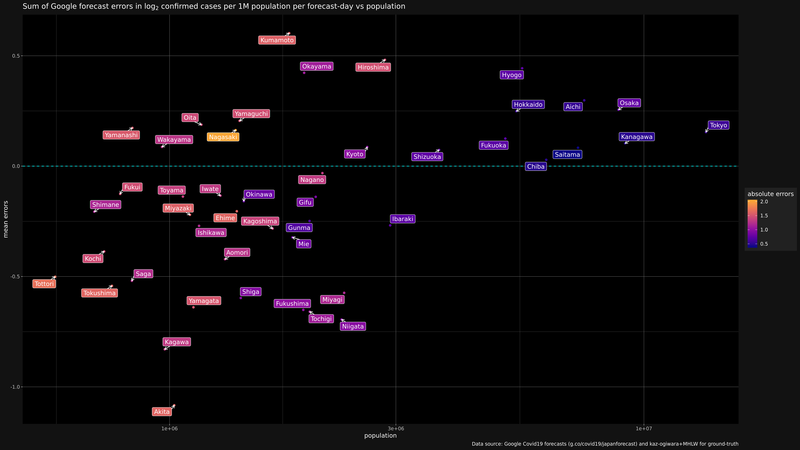 Sum of Google forecast errors in log2 confirmed cases per 1M population per forecast-day vs population
Kumamoto
Okayama
Hiroshima
Hyogo
Hokkaido
Aichi
Osaka
Tokyo
Oita
Yamaguchi
Yamanashi
Wakayama
Nagasaki
Kyoto
Shizuoka
Fukuoka
Kanagawa
Saitama
Chiba
Nagano
Fukui
Toyama
Iwate
Okinawa
Gifu
Shimane
Miyazaki
Ehime
Kagoshima
Ibaraki
Ishikawa
Gunma
Mie
Kochi
Aomori
Tottori
Tokushima
Saga
Shiga
Yamagata
Fukushima
Miyagi
Tochigi
Niigata
Kagawa
Akita
0.5
0.0
-0.5
-1.0
mean errors
1e+06
3e+06
1e+07
population
absolute errors
2.0
1.5
1.0
0.5
Data source: Google Covid19 forecasts (g.co/covid19/japanforecast) and kaz-ogiwara+MHLW for ground-truth